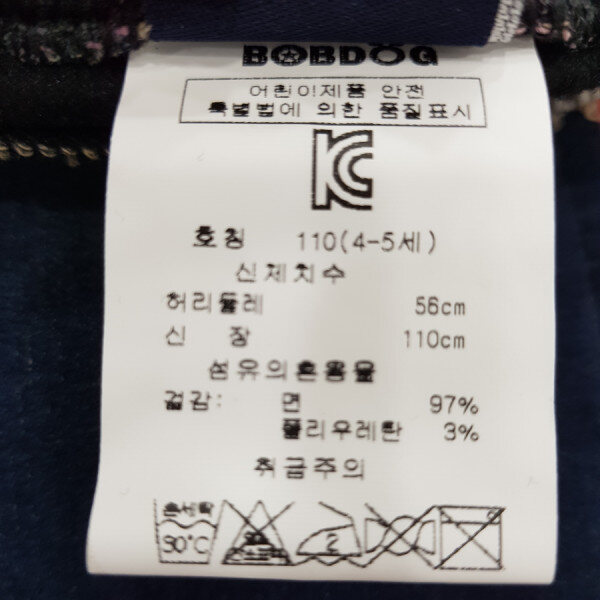 BOBDOG
어린이제품 안전
특별법에 의한 품질표시
KC
호칭 110(4-5세)
신체치수
허리둘레 56cm
신 장 110cm
섬유의혼용률
겉감: 면 97%
폴리우레탄 3%
취급주의
손세탁
30°C
2